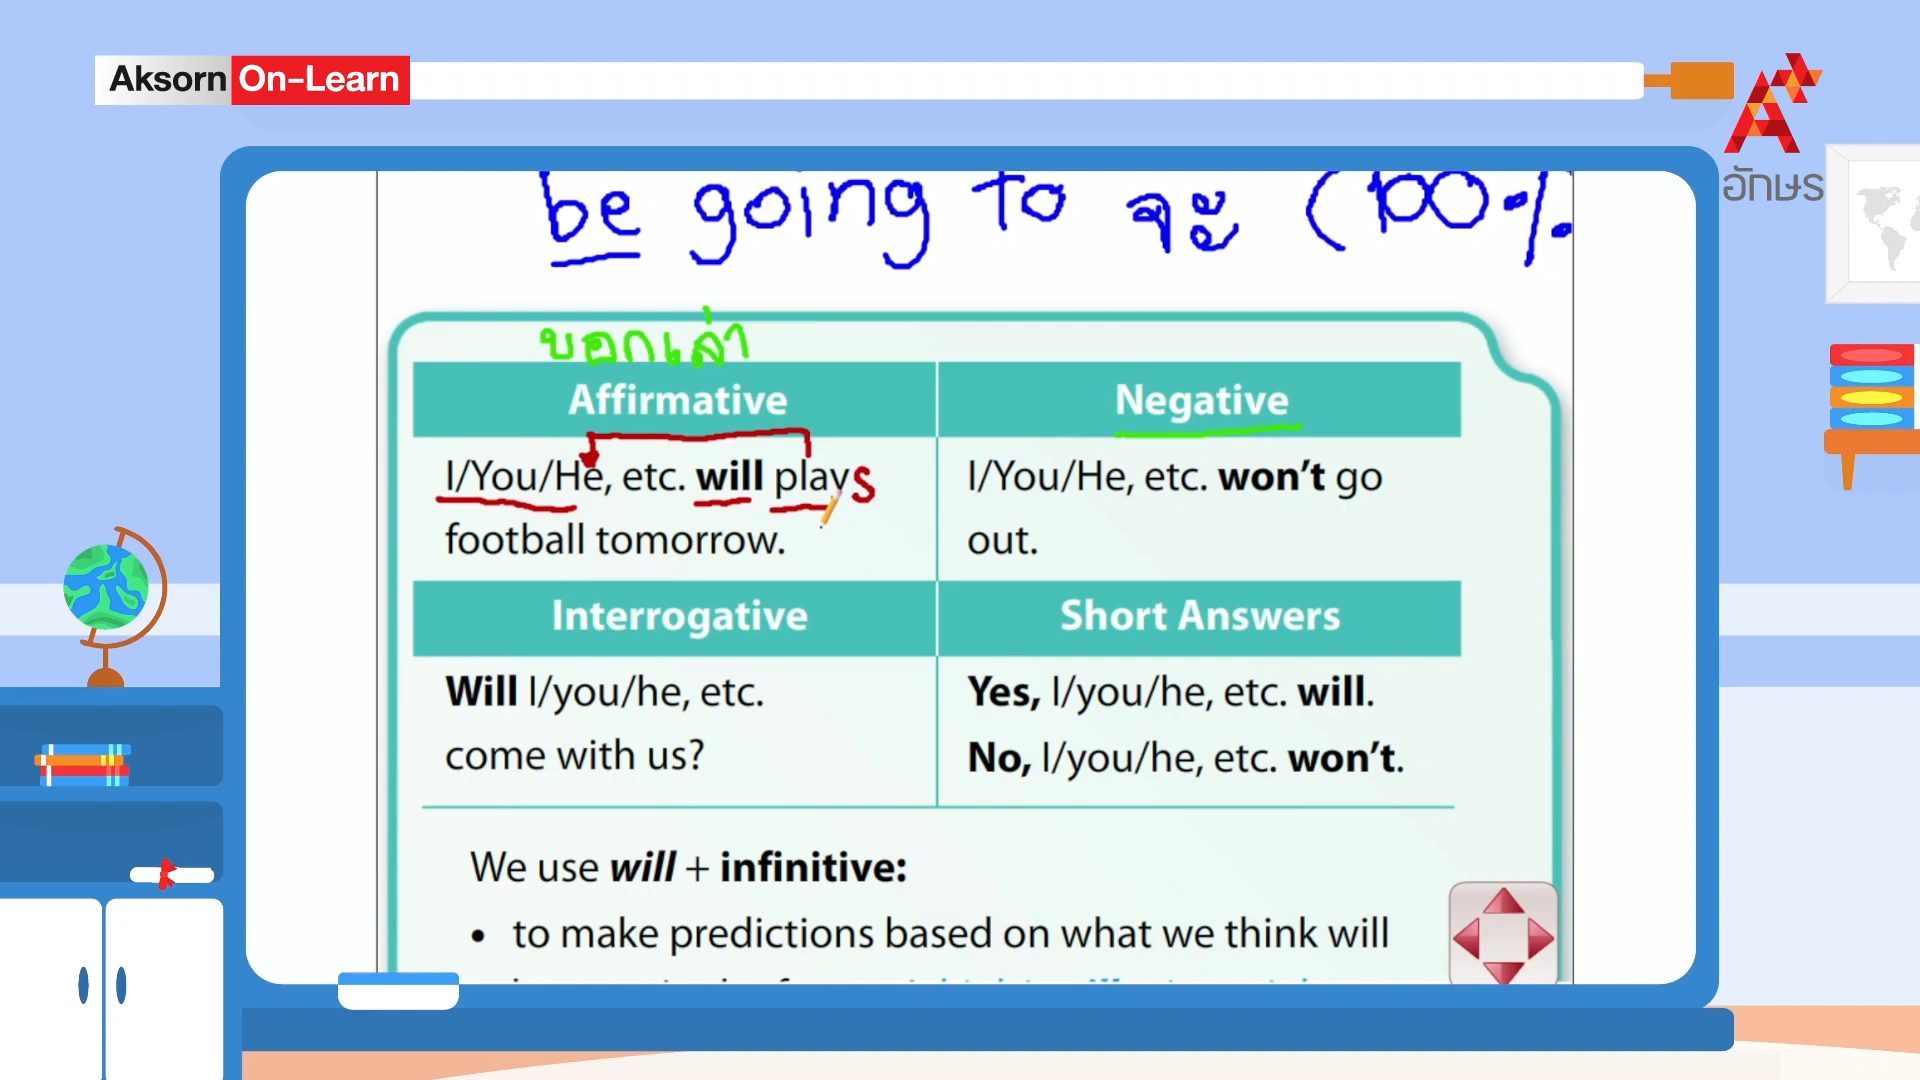 Aksorn On-Learn
อักษร
be going to จะ (100%
บอกเล่า
Affirmative Negative
I/You/He, etc. will plays
football tomorrow.
I/You/He, etc. won't go
out.
Interrogative Short Answers
Will I/you/he, etc.
come with us?
Yes, I/you/he, etc. will.
No, I/you/he, etc. won't.
We use will + infinitive:
• to make predictions based on what we think will